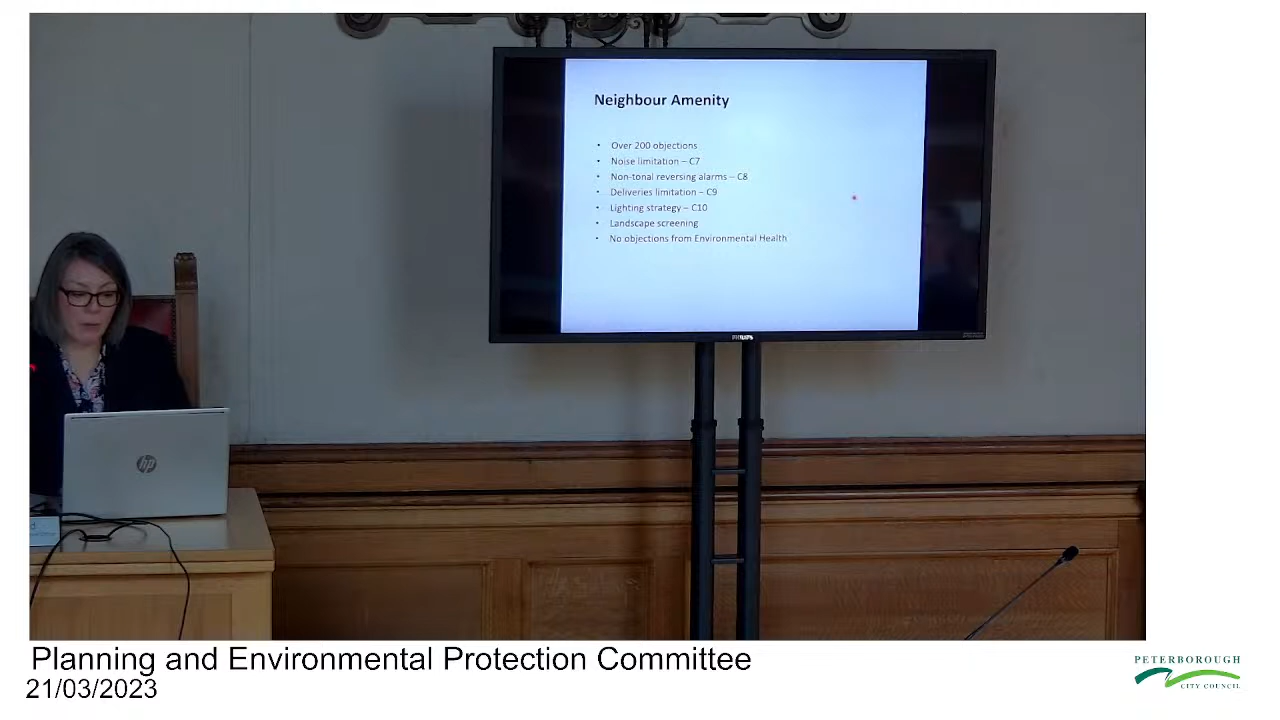 Neighbour Amenity
• Over 200 objections
• Noise limitation – C7
• Non-tonal reversing alarms – C8
• Deliveries limitation – C9
• Lighting strategy – C10
• Landscape screening
• No objections from Environmental Health
PHILIPS
hp
Planning and Environmental Protection Committee
21/03/2023
PETERBOROUGH
CITY COUNCIL